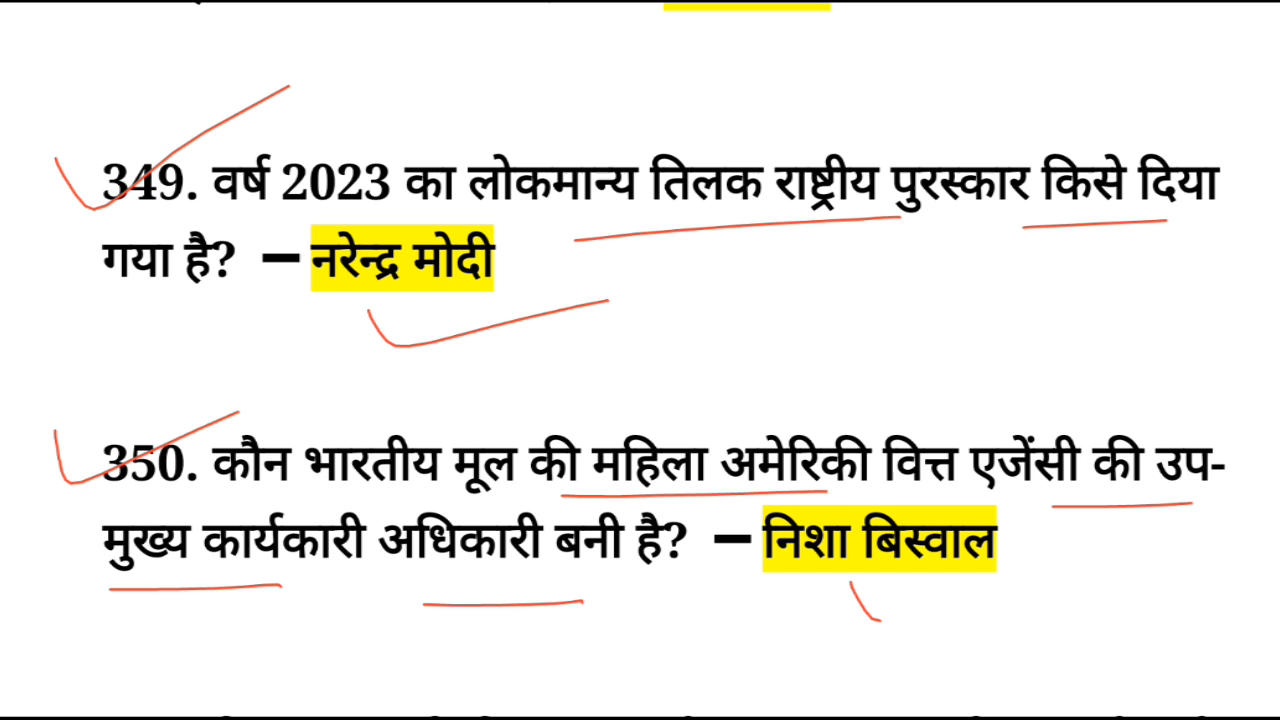 349. वर्ष 2023 का लोकमान्य तिलक राष्ट्रीय पुरस्कार किसे दिया
गया है? – नरेन्द्र मोदी
350. कौन भारतीय मूल की महिला अमेरिकी वित्त एजेंसी की उप-
मुख्य कार्यकारी अधिकारी बनी है? – निशा बिस्वाल